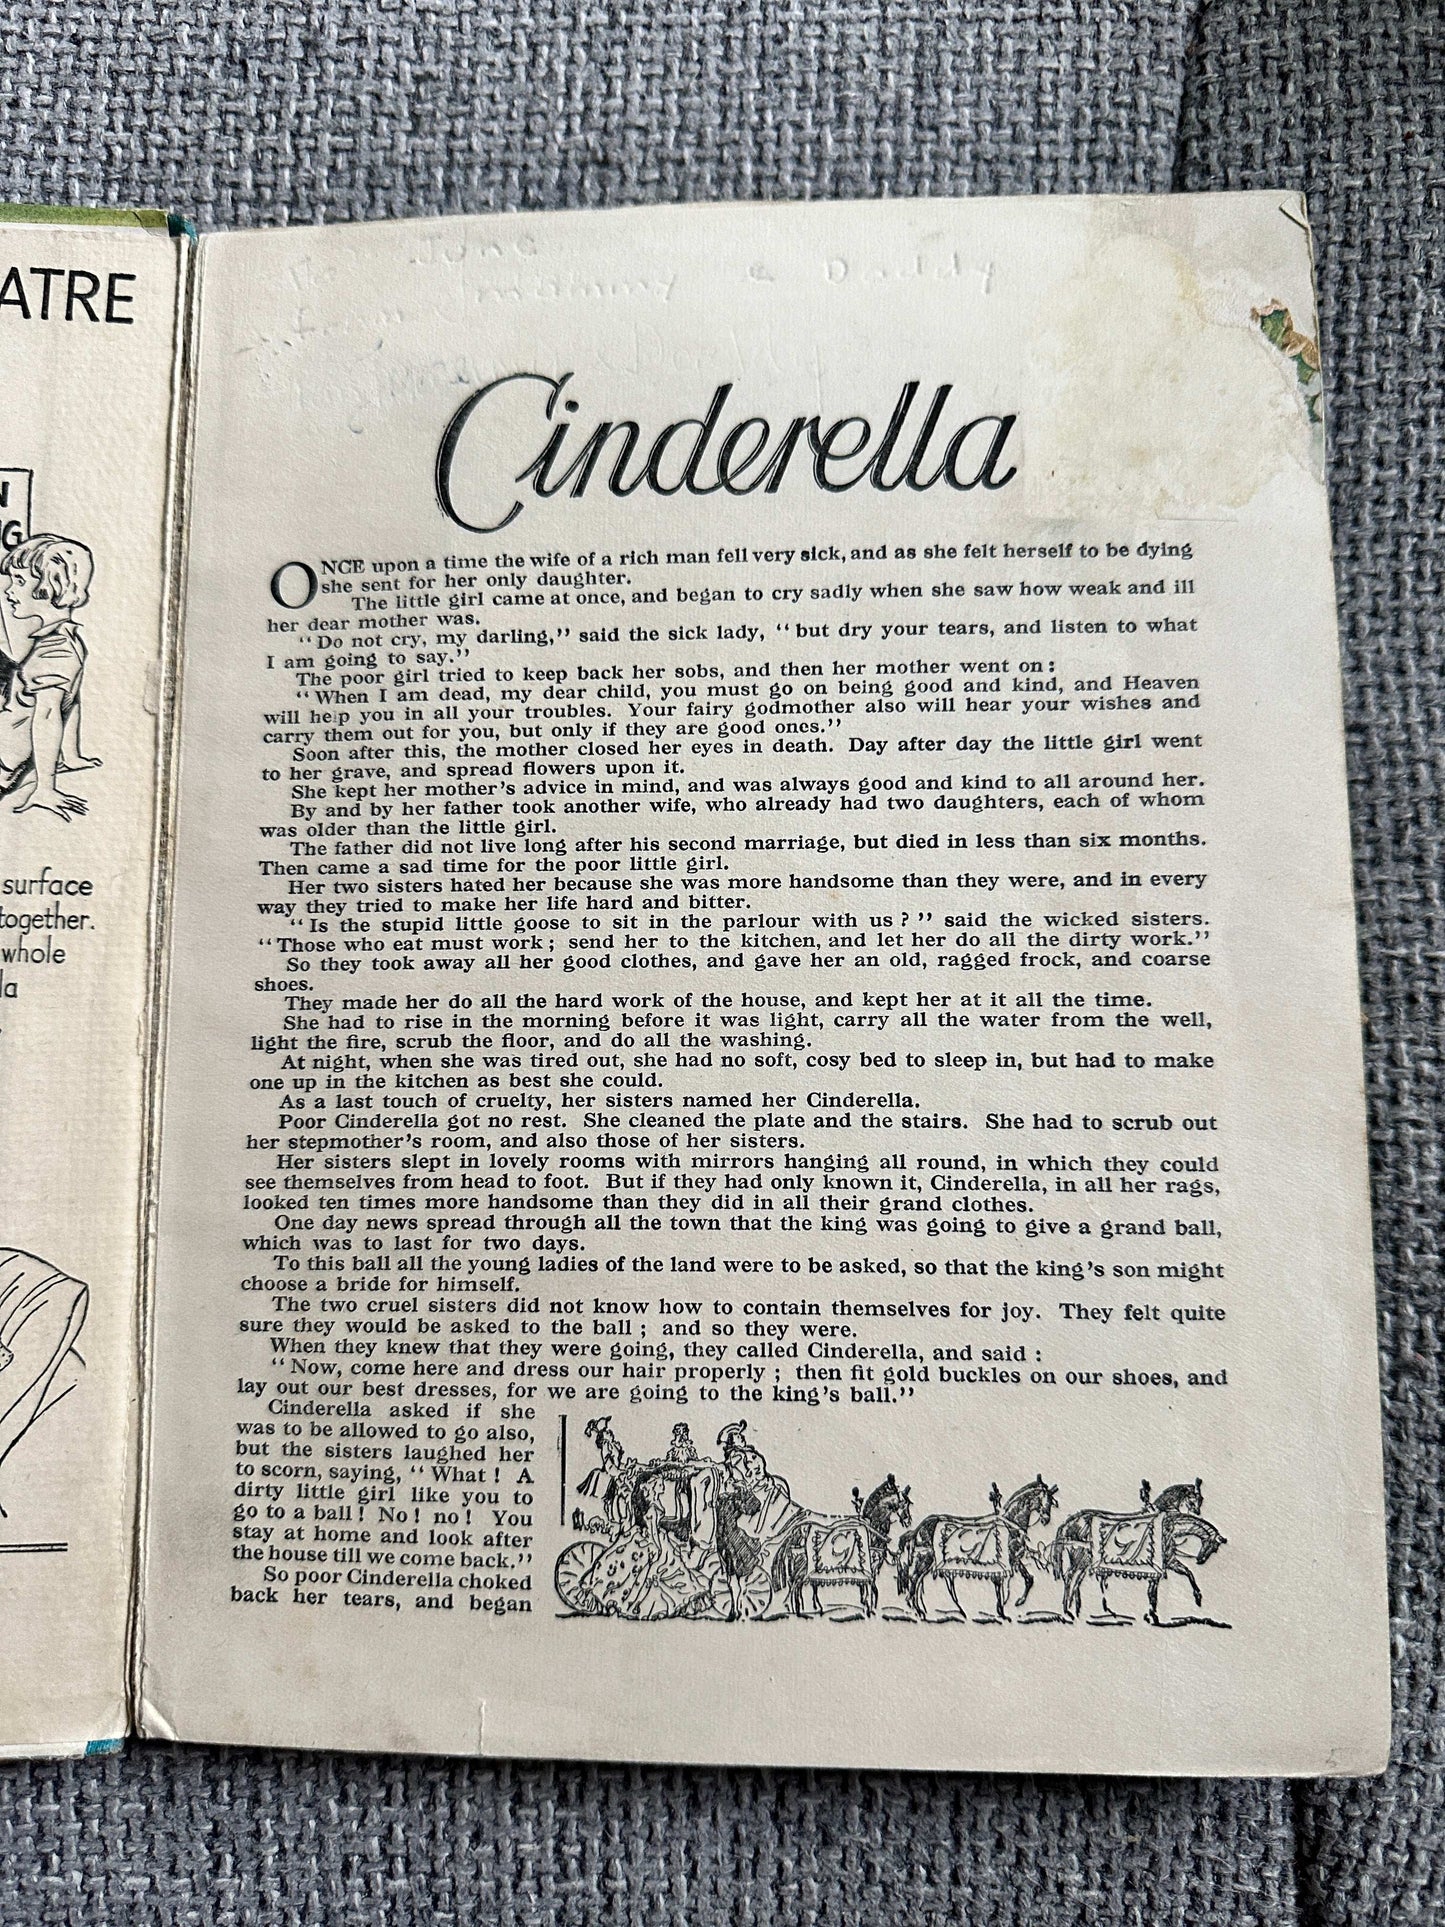 ATRE
N
G
surface
together.
whole
la
Cinderella
ONCE upon a time the wife of a rich man fell very sick, and as she felt herself to be dying
she sent for her only daughter.
The little girl came at once, and began to cry sadly when she saw how weak and ill
her dear mother was.
“Do not cry, my darling,” said the sick lady, “but dry your tears, and listen to what
I am going to say.”
The poor girl tried to keep back her sobs, and then her mother went on :
“When I am dead, my dear child, you must go on being good and kind, and Heaven
will help you in all your troubles. Your fairy godmother also will hear your wishes and
carry them out for you, but only if they are good ones.”
Soon after this, the mother closed her eyes in death. Day after day the little girl went
to her grave, and spread flowers upon it.
She kept her mother's advice in mind, and was always good and kind to all around her.
By and by her father took another wife, who already had two daughters, each of whom
was older than the little girl.
The father did not live long after his second marriage, but died in less than six months.
Then came a sad time for the poor little girl.
Her two sisters hated her because she was more handsome than they were, and in every
way they tried to make her life hard and bitter.
“Is the stupid little goose to sit in the parlour with us ?” said the wicked sisters.
“Those who eat must work ; send her to the kitchen, and let her do all the dirty work.”
So they took away all her good clothes, and gave her an old, ragged frock, and coarse
shoes.
They made her do all the hard work of the house, and kept her at it all the time.
She had to rise in the morning before it was light, carry all the water from the well,
light the fire, scrub the floor, and do all the washing.
At night, when she was tired out, she had no soft, cosy bed to sleep in, but had to make
one up in the kitchen as best she could.
As a last touch of cruelty, her sisters named her Cinderella.
Poor Cinderella got no rest. She cleaned the plate and the stairs. She had to scrub out
her stepmother's room, and also those of her sisters.
Her sisters slept in lovely rooms with mirrors hanging all round, in which they could
see themselves from head to foot. But if they had only known it, Cinderella, in all her rags,
looked ten times more handsome than they did in all their grand clothes.
One day news spread through all the town that the king was going to give a grand ball,
which was to last for two days.
To this ball all the young ladies of the land were to be asked, so that the king's son might
choose a bride for himself.
The two cruel sisters did not know how to contain themselves for joy. They felt quite
sure they would be asked to the ball ; and so they were.
When they knew that they were going, they called Cinderella, and said :
“Now, come here and dress our hair properly ; then fit gold buckles on our shoes, and
lay out our best dresses, for we are going to the king's ball.”
Cinderella asked if she
was to be allowed to go also,
but the sisters laughed her
to scorn, saying, “What ! A
dirty little girl like you to
go to a ball ! No ! no ! You
stay at home and look after
the house till we come back.”
So poor Cinderella choked
back her tears, and began